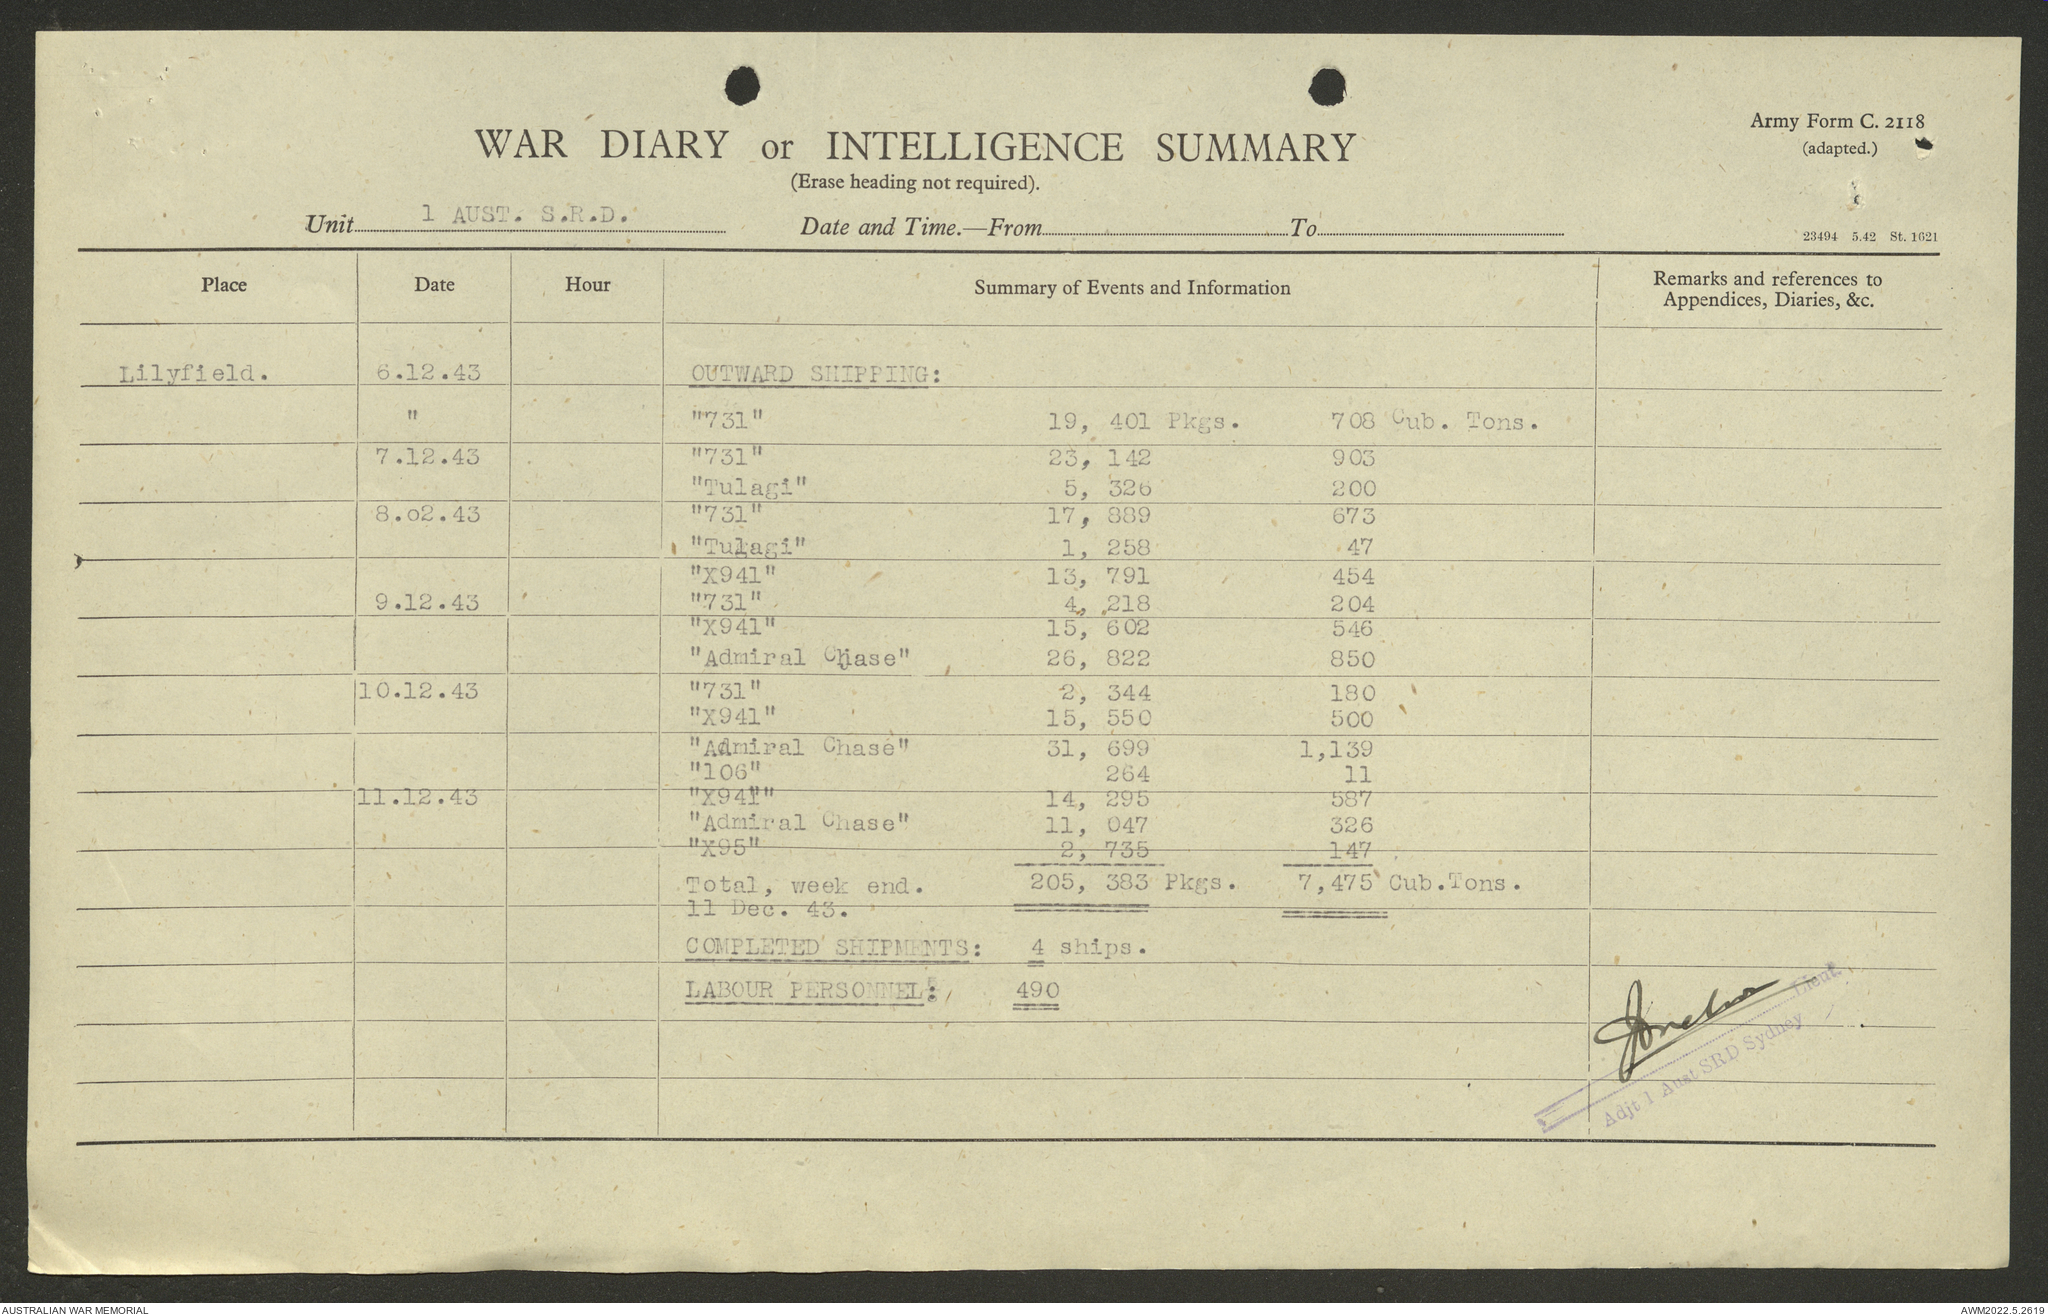 Army Form C. 2118
(adapted.)
WAR DIARY or INTELLIGENCE SUMMARY
(Erase heading not required).
Unit 1 AUST. S.R.D. Date and Time.—From To
23494 5.42 St. 1621
Place Date Hour Summary of Events and Information Remarks and references to
Appendices, Diaries, &c.
Lilyfield. 6.12.43 OUTWARD SHIPPING:
" "731" 19, 401 Pkgs. 708 Cub. Tons.
7.12.43 "731" 23, 142 903
"Tulagi" 5, 326 200
8.02.43 "731" 17, 889 673
"Tulagi" 1, 258 47
"X941" 13, 791 454
9.12.43 "731" 4, 218 204
"X941" 15, 602 546
"Admiral Chase" 26, 822 850
10.12.43 "731" 2, 344 180
"X941" 15, 550 500
"Admiral Chase" 31, 699 1,139
"106" 264 11
11.12.43 "X941" 14, 295 587
"Admiral Chase" 11, 047 326
"X95" 2, 735 147
Total, week end. 205, 383 Pkgs. 7,475 Cub.Tons.
11 Dec. 43.
COMPLETED SHIPMENTS: 4 ships.
LABOUR PERSONNEL: 490
Lieut.
Adjt 1 Aust SRD Sydney
AUSTRALIAN WAR MEMORIAL
AWM2022.5.2619